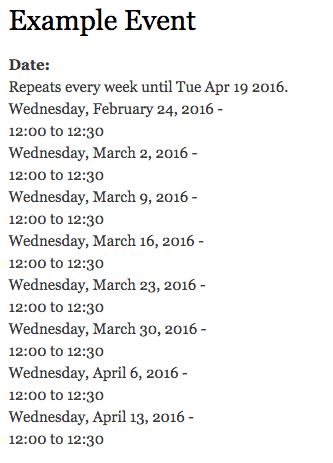 Example Event
Date:
Repeats every week until Tue Apr 19 2016.
Wednesday, February 24, 2016 -
12:00 to 12:30
Wednesday, March 2, 2016 -
12:00 to 12:30
Wednesday, March 9, 2016 -
12:00 to 12:30
Wednesday, March 16, 2016 -
12:00 to 12:30
Wednesday, March 23, 2016 -
12:00 to 12:30
Wednesday, March 30, 2016 -
12:00 to 12:30
Wednesday, April 6, 2016 -
12:00 to 12:30
Wednesday, April 13, 2016 -
12:00 to 12:30